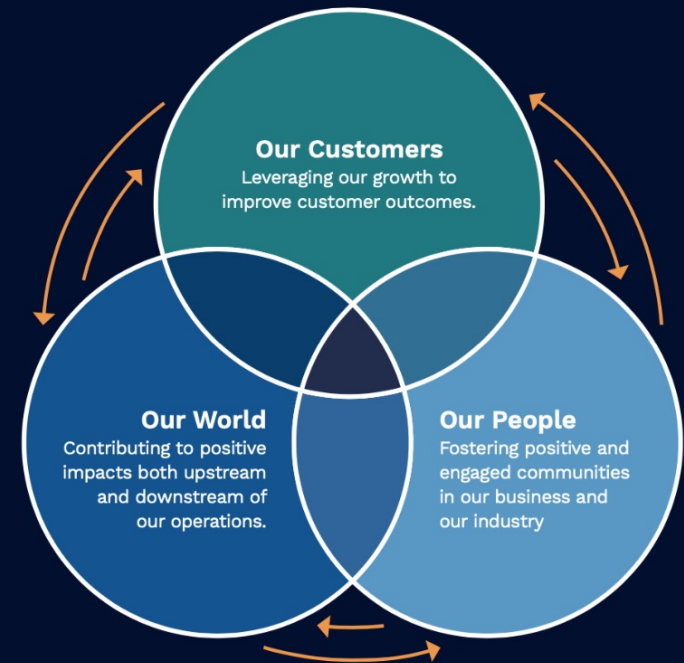 Our Customers
Leveraging our growth to
improve customer outcomes.
Our World
Contributing to positive
impacts both upstream
and downstream of
our operations.
Our People
Fostering positive and
engaged communities
in our business and
our industry